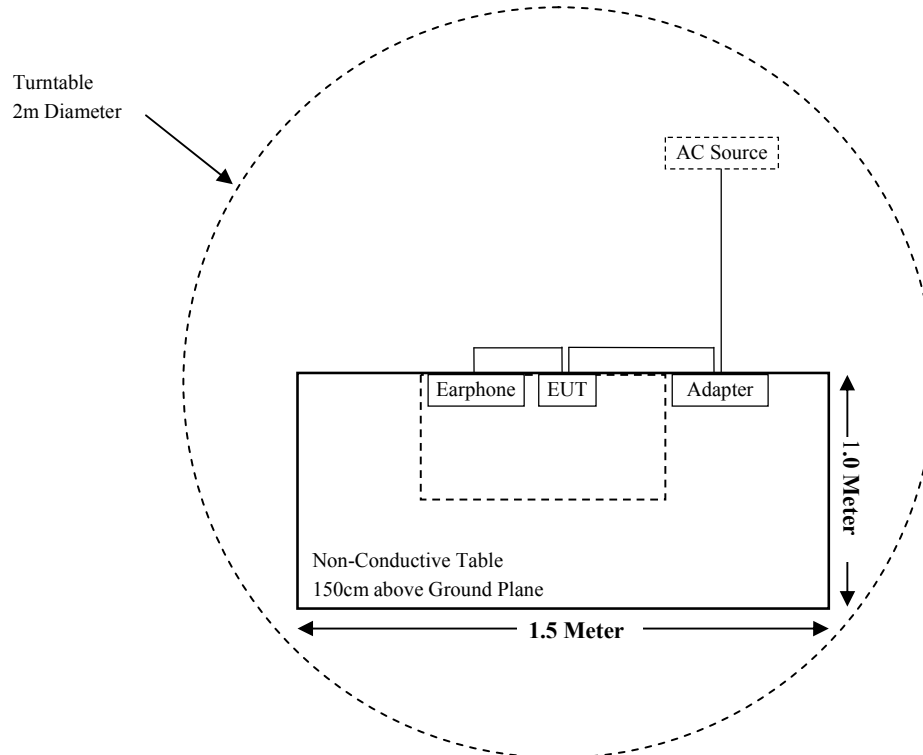 Turntable
2m Diameter
AC Source
Earphone
EUT
Adapter
1.0 Meter
Non-Conductive Table
150cm above Ground Plane
1.5 Meter